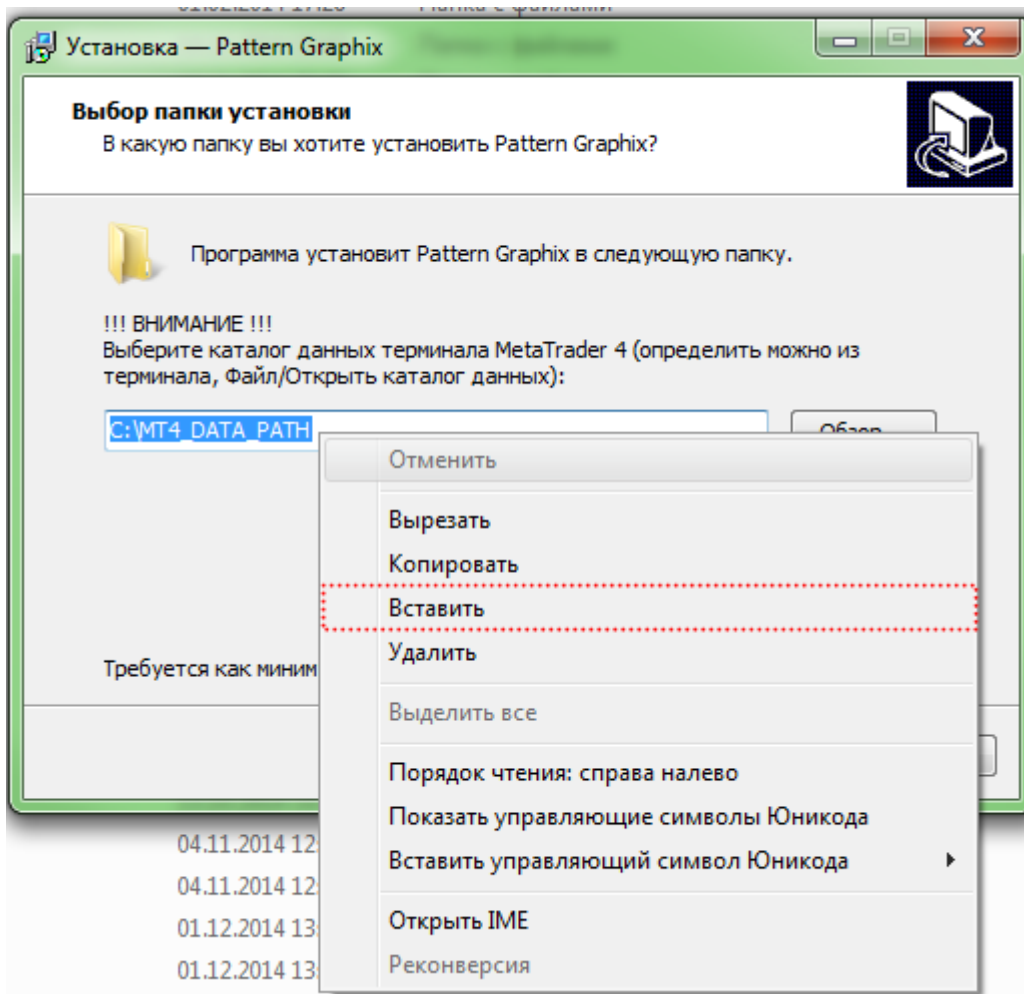 Установка — Pattern Graphix
Выбор папки установки
В какую папку вы хотите установить Pattern Graphix?
Программа установит Pattern Graphix в следующую папку.
!!! ВНИМАНИЕ !!!
Выберите каталог данных терминала MetaTrader 4 (определить можно из
терминала, Файл/Открыть каталог данных):
C:\MT4_DATA_PATH
Отменить
Вырезать
Копировать
Вставить
Удалить
Требуется как
Выделить все
Порядок чтения: справа налево
Показать управляющие символы Юникода
Вставить управляющий символ Юникода
Открыть IME
Реконверсия
04.11.2014
04.11.2014
01.12.2014
01.12.2014